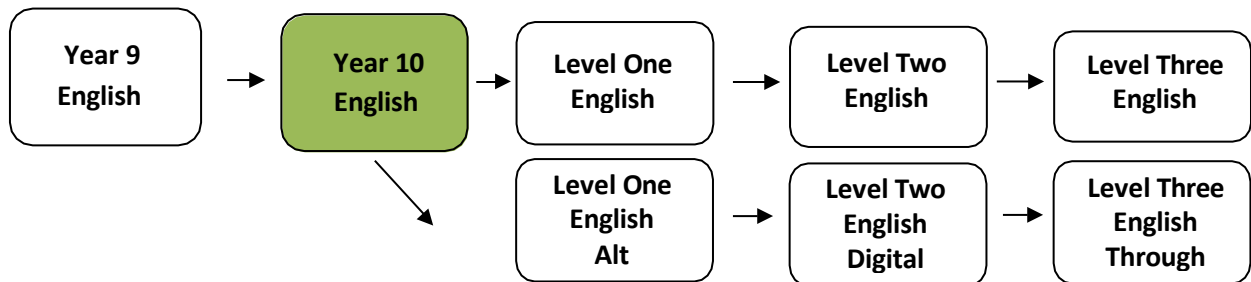 Year 9
English
Year 10
English
Level One
English
Level Two
English
Level Three
English
Level One
English
Alt
Level Two
English
Digital
Level Three
English
Through